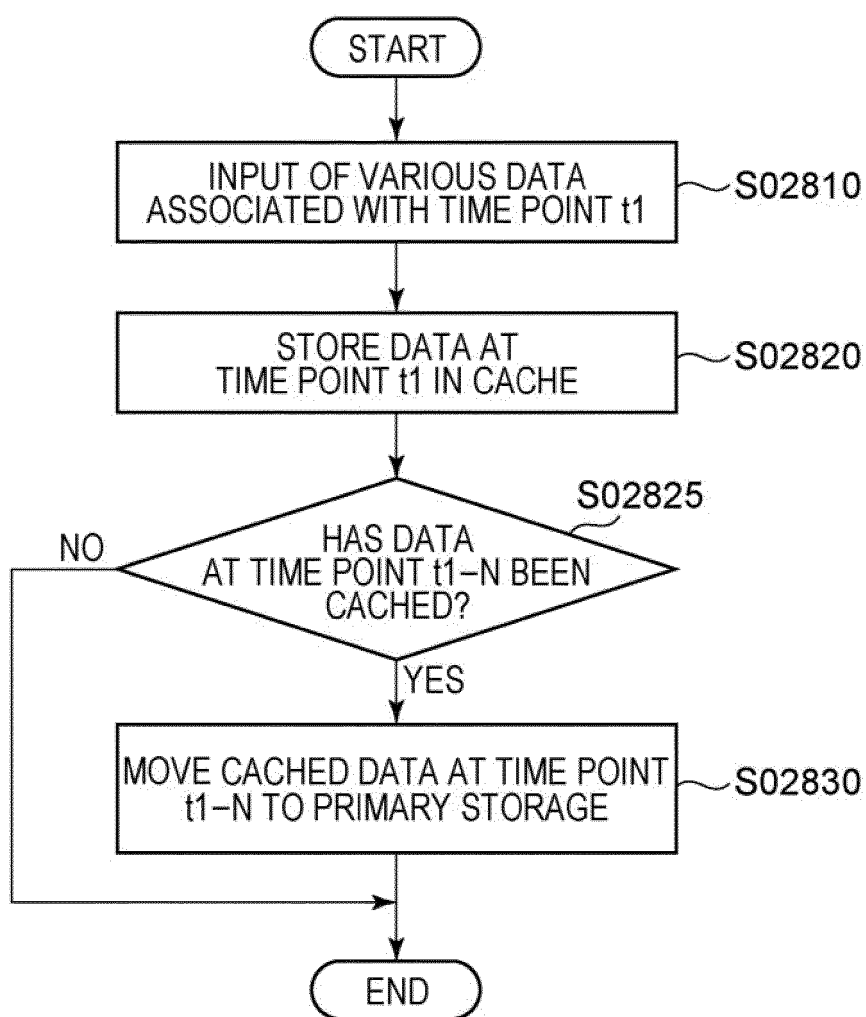 START
INPUT OF VARIOUS DATA
ASSOCIATED WITH TIME POINT t1
S02810
STORE DATA AT
TIME POINT t1 IN CACHE
S02820
S02825
HAS DATA
AT TIME POINT t1–N BEEN
CACHED?
NO
YES
MOVE CACHED DATA AT TIME POINT
t1–N TO PRIMARY STORAGE
S02830
END